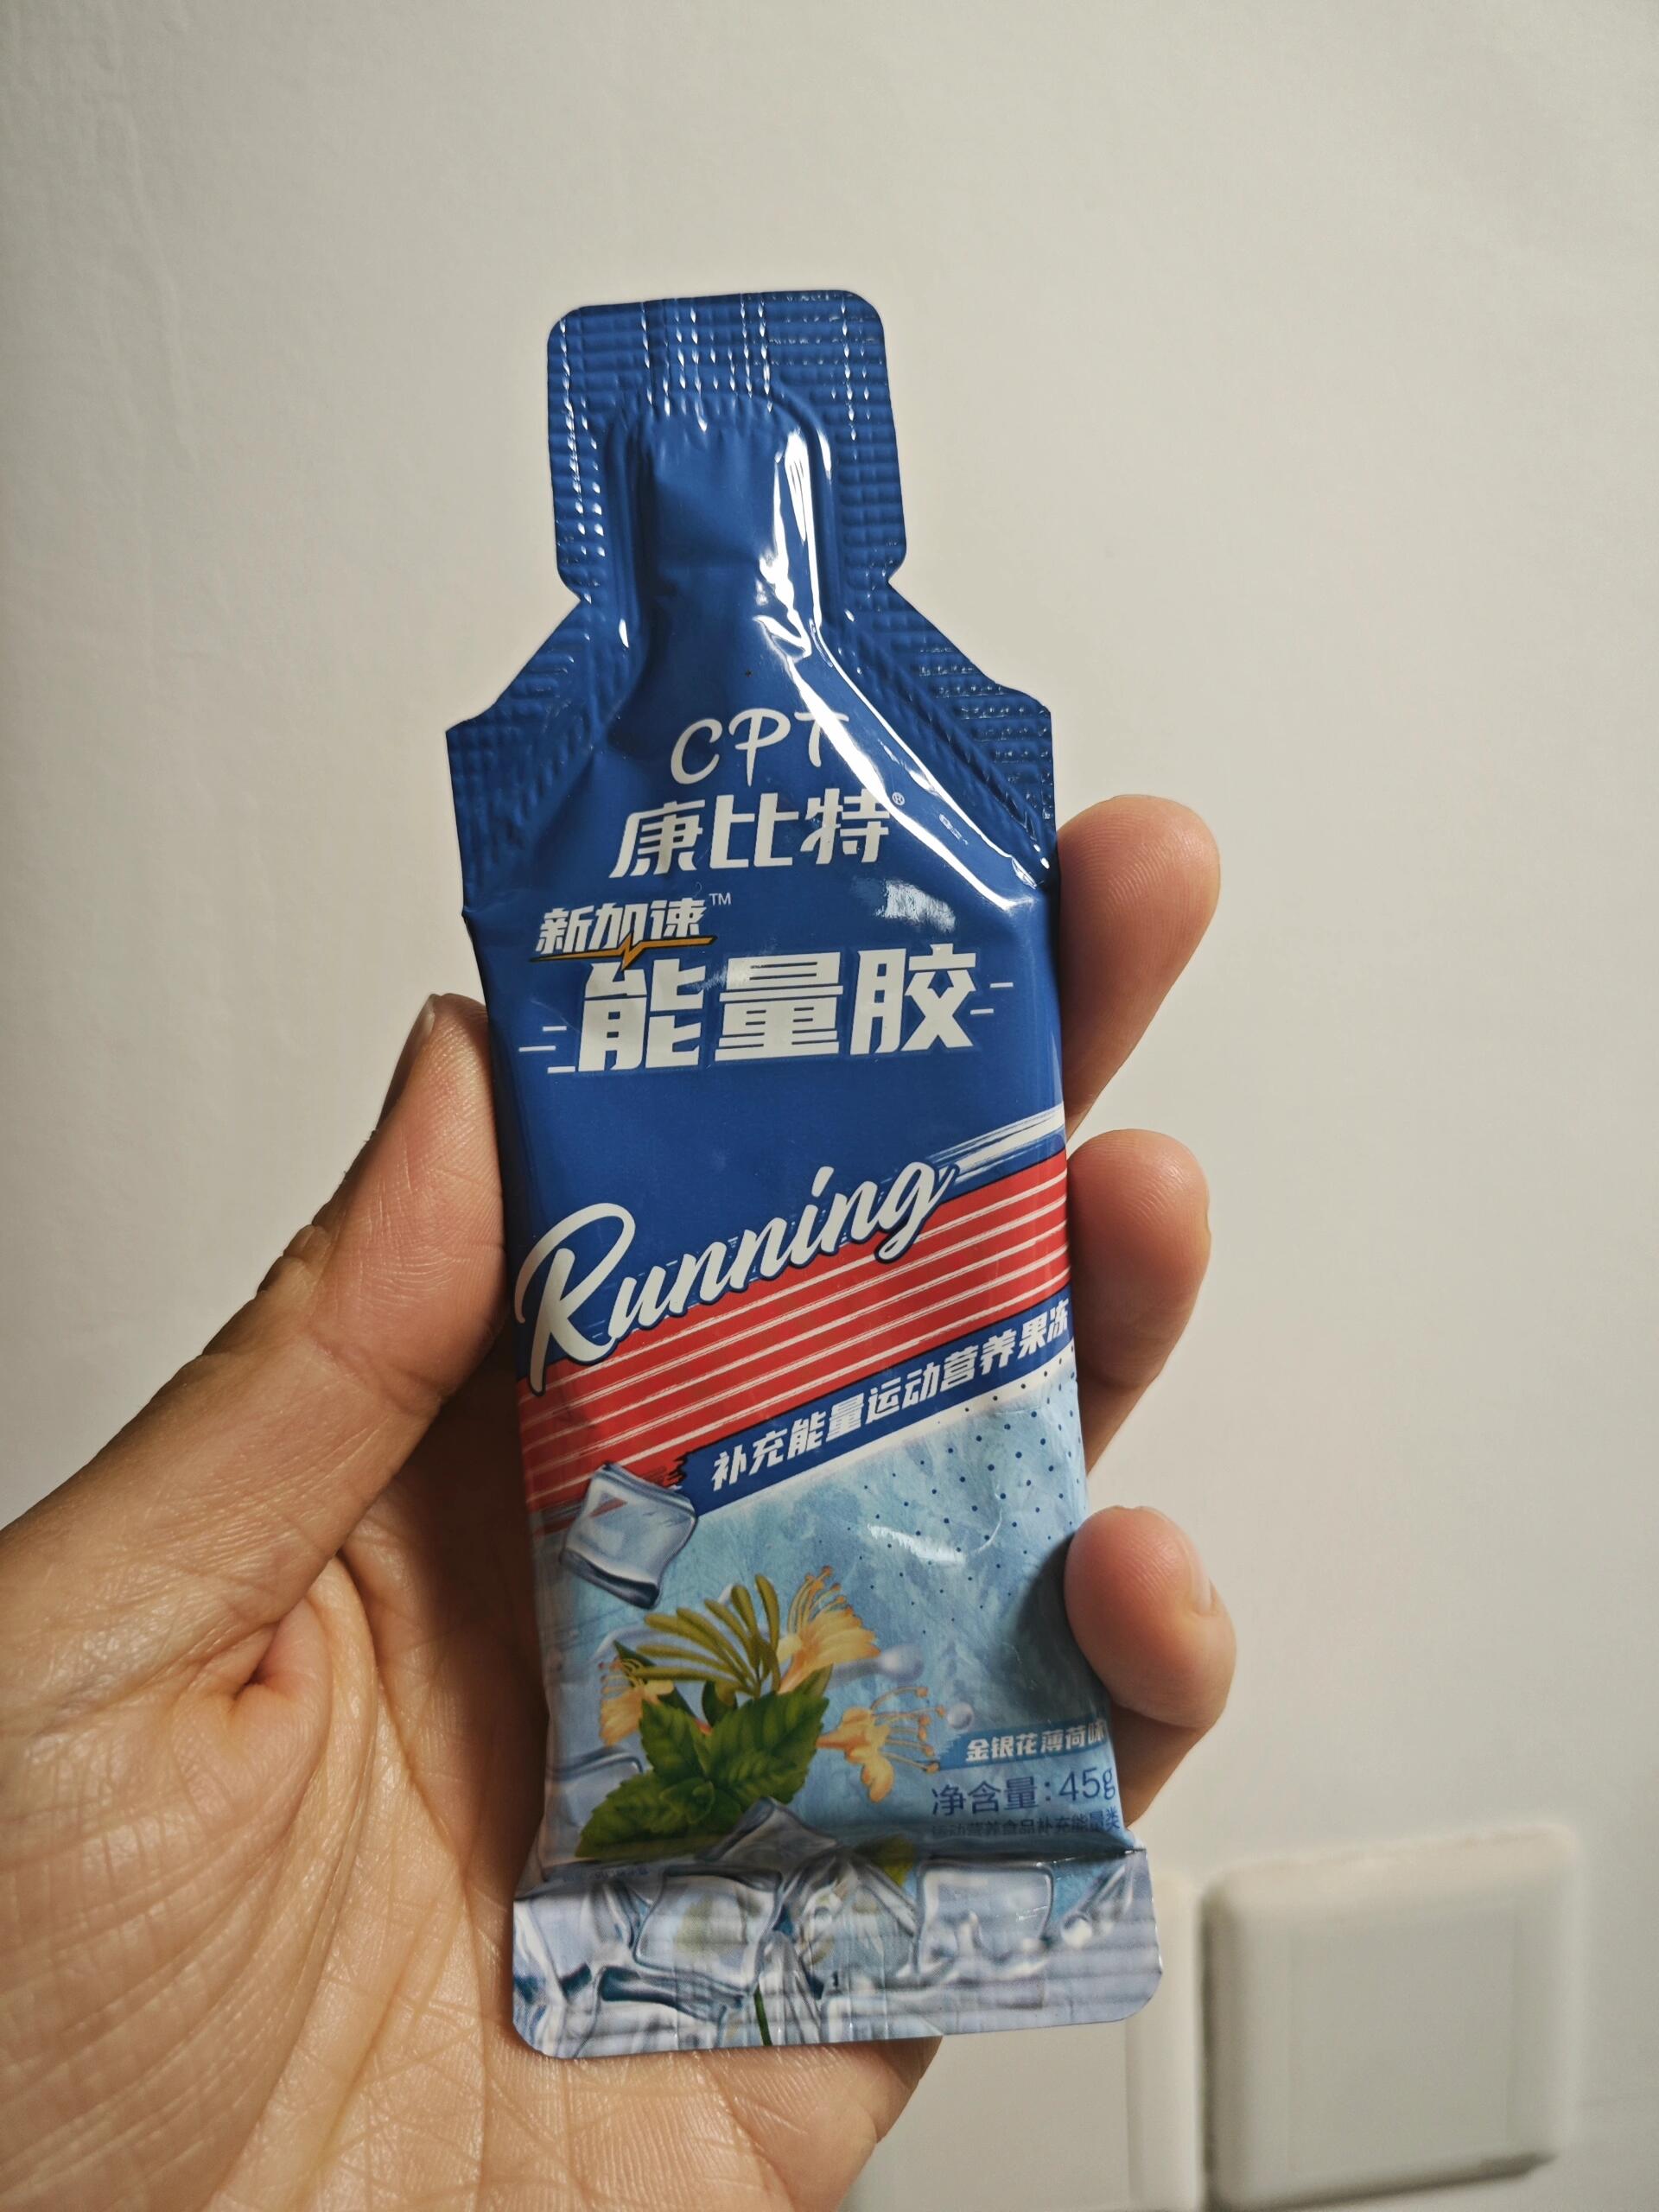 CPT
康比特®
新加速™
能量胶
Running
补充能量运动营养果冻
金银花薄荷味
净含量:45g
运动营养食品补充能量类